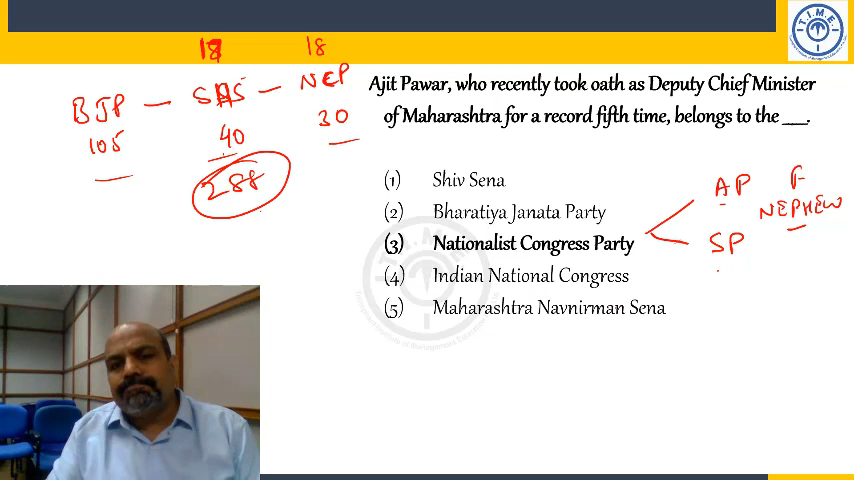 T.I.M.E.
18 18
BJP — SHS — NCP
105 40 30
288
Ajit Pawar, who recently took oath as Deputy Chief Minister
of Maharashtra for a record fifth time, belongs to the ___.
(1) Shiv Sena
(2) Bharatiya Janata Party
(3) Nationalist Congress Party
(4) Indian National Congress
(5) Maharashtra Navnirman Sena
AP
NEPHEW
SP